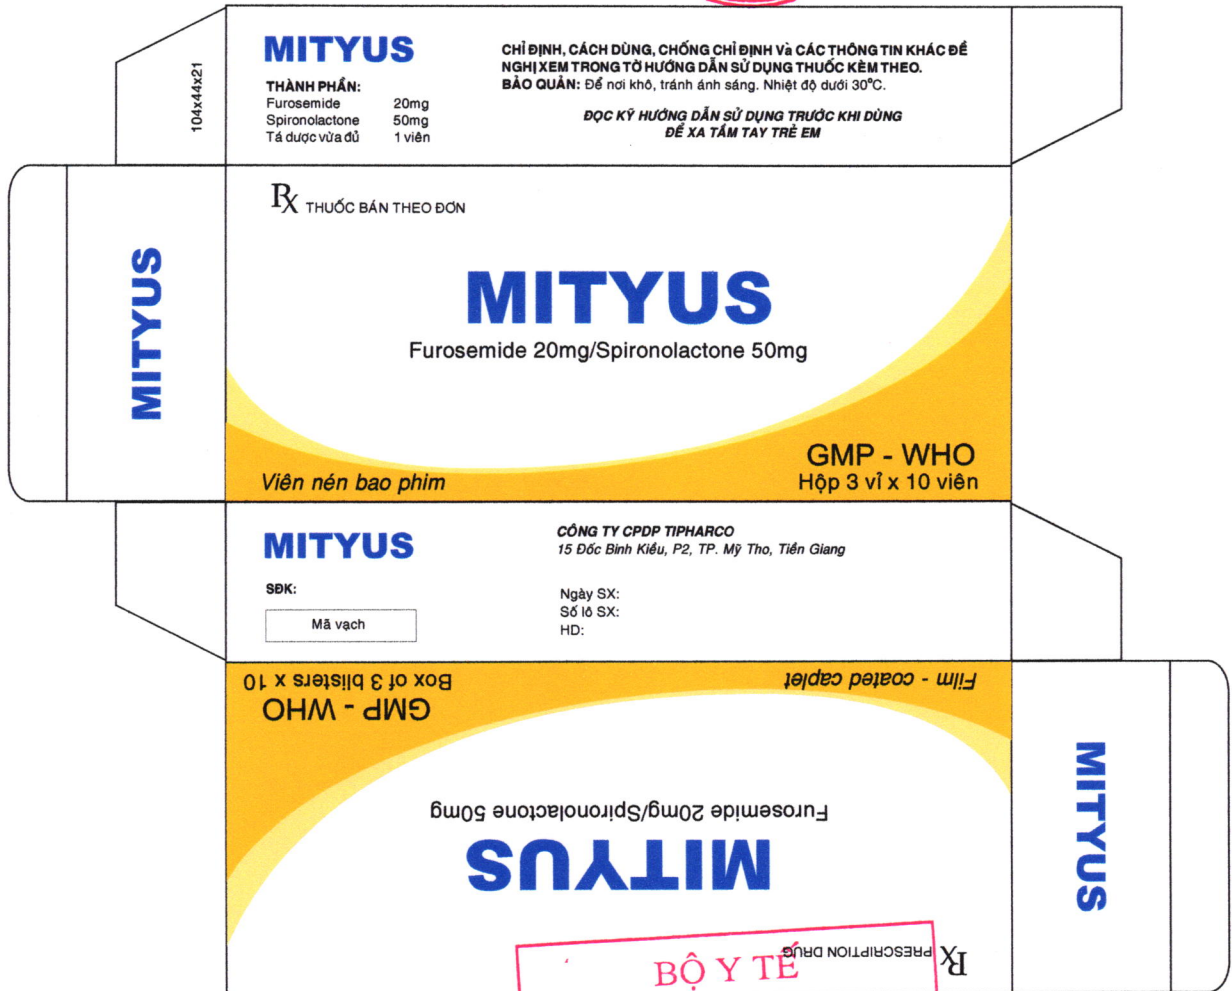 MITYUS
THÀNH PHẦN:
Furosemide 20mg
Spironolactone 50mg
Tá dược vừa đủ 1 viên
CHỈ ĐỊNH, CÁCH DÙNG, CHỐNG CHỈ ĐỊNH Và CÁC THÔNG TIN KHÁC ĐỀ
NGHỊ XEM TRONG TỜ HƯỚNG DẪN SỬ DỤNG THUỐC KÈM THEO.
BẢO QUẢN: Để nơi khô, tránh ánh sáng. Nhiệt độ dưới 30°C.
ĐỌC KỸ HƯỚNG DẪN SỬ DỤNG TRƯỚC KHI DÙNG
ĐỂ XA TẦM TAY TRẺ EM
104x44x21
MITYUS
Rx THUỐC BÁN THEO ĐƠN
MITYUS
Furosemide 20mg/Spironolactone 50mg
Viên nén bao phim
GMP - WHO
Hộp 3 vỉ x 10 viên
MITYUS
SĐK:
Mã vạch
CÔNG TY CPDP TIPHARCO
15 Đốc Binh Kiều, P2, TP. Mỹ Tho, Tiền Giang
Ngày SX:
Số lô SX:
HD:
Rx PRESCRIPTION DRUG
MITYUS
Furosemide 20mg/Spironolactone 50mg
Film - coated caplet
GMP - WHO
Box of 3 blisters x 10
MITYUS
BỘ Y TẾ